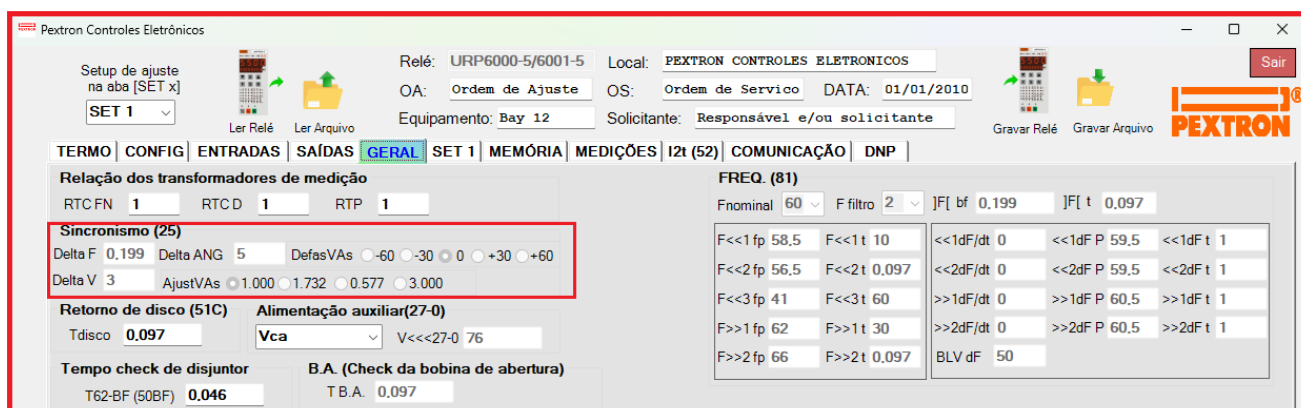 PEXTRON Pextron Controles Eletrônicos
Setup de ajuste
na aba [SET x]
SET 1
Ler Relé
Ler Arquivo
Relé: URP6000-5/6001-5
Local: PEXTRON CONTROLES ELETRONICOS
OA: Ordem de Ajuste
OS: Ordem de Servico
DATA: 01/01/2010
Equipamento: Bay 12
Solicitante: Responsável e/ou solicitante
Gravar Relé
Gravar Arquivo
Sair
PEXTRON®
TERMO CONFIG ENTRADAS SAÍDAS GERAL SET 1 MEMÓRIA MEDIÇÕES I2t (52) COMUNICAÇÃO DNP
Relação dos transformadores de medição
RTC FN 1 RTC D 1 RTP 1
Sincronismo (25)
Delta F 0.199 Delta ANG 5 DefasVAs -60 -30 0 +30 +60
Delta V 3 AjustVAs 1.000 1.732 0.577 3.000
Retorno de disco (51C)
Tdisco 0.097
Alimentação auxiliar(27-0)
Vca V<<<27-0 76
Tempo check de disjuntor
T62-BF (50BF) 0.046
B.A. (Check da bobina de abertura)
T B.A. 0.097
FREQ. (81)
Fnominal 60 F filtro 2 ]F[ bf 0.199 ]F[ t 0.097
F<<1 fp 58.5 F<<1 t 10 <<1dF/dt 0 <<1dF P 59.5 <<1dF t 1
F<<2 fp 56.5 F<<2 t 0.097 <<2dF/dt 0 <<2dF P 59.5 <<2dF t 1
F<<3 fp 41 F<<3 t 60 >>1dF/dt 0 >>1dF P 60.5 >>1dF t 1
F>>1 fp 62 F>>1 t 30 >>2dF/dt 0 >>2dF P 60.5 >>2dF t 1
F>>2 fp 66 F>>2 t 0.097 BLV dF 50